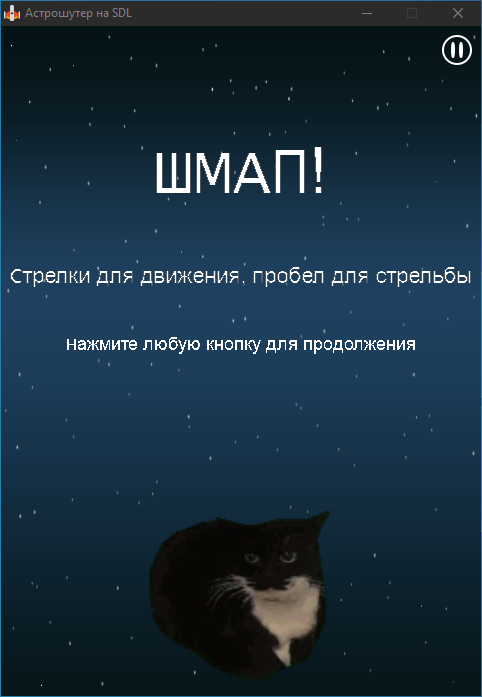 Астрошутер на SDL
ШМАП!
Стрелки для движения, пробел для стрельбы
Нажмите любую кнопку для продолжения